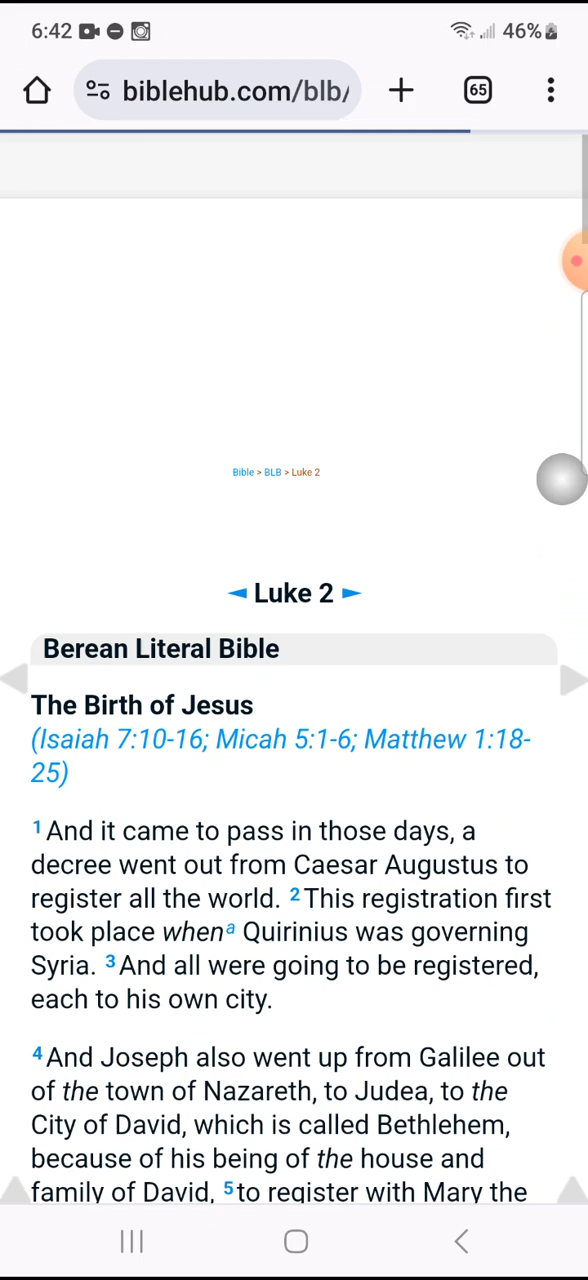 6:42 46%
biblehub.com/blb/ 65
Bible > BLB > Luke 2
◄ Luke 2 ►
Berean Literal Bible
The Birth of Jesus
(Isaiah 7:10-16; Micah 5:1-6; Matthew 1:18-
25)
1 And it came to pass in those days, a
decree went out from Caesar Augustus to
register all the world. 2 This registration first
took place when a Quirinius was governing
Syria. 3 And all were going to be registered,
each to his own city.
4 And Joseph also went up from Galilee out
of the town of Nazareth, to Judea, to the
City of David, which is called Bethlehem,
because of his being of the house and
family of David, 5 to register with Mary the